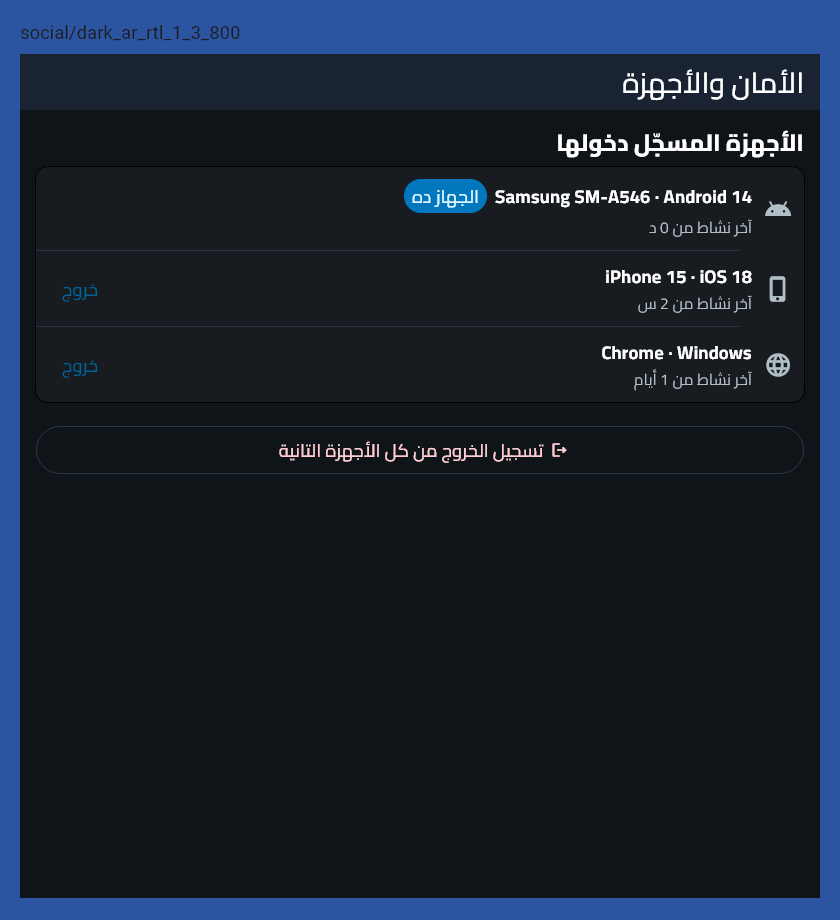 social/dark_ar_rtl_1_3_800
الأمان والأجهزة
الأجهزة المسجّل دخولها
Samsung SM-A546 · Android 14 الجهاز ده
آخر نشاط من 0 د
iPhone 15 · iOS 18
آخر نشاط من 2 س
خروج
Chrome · Windows
آخر نشاط من 1 أيام
خروج
تسجيل الخروج من كل الأجهزة التانية